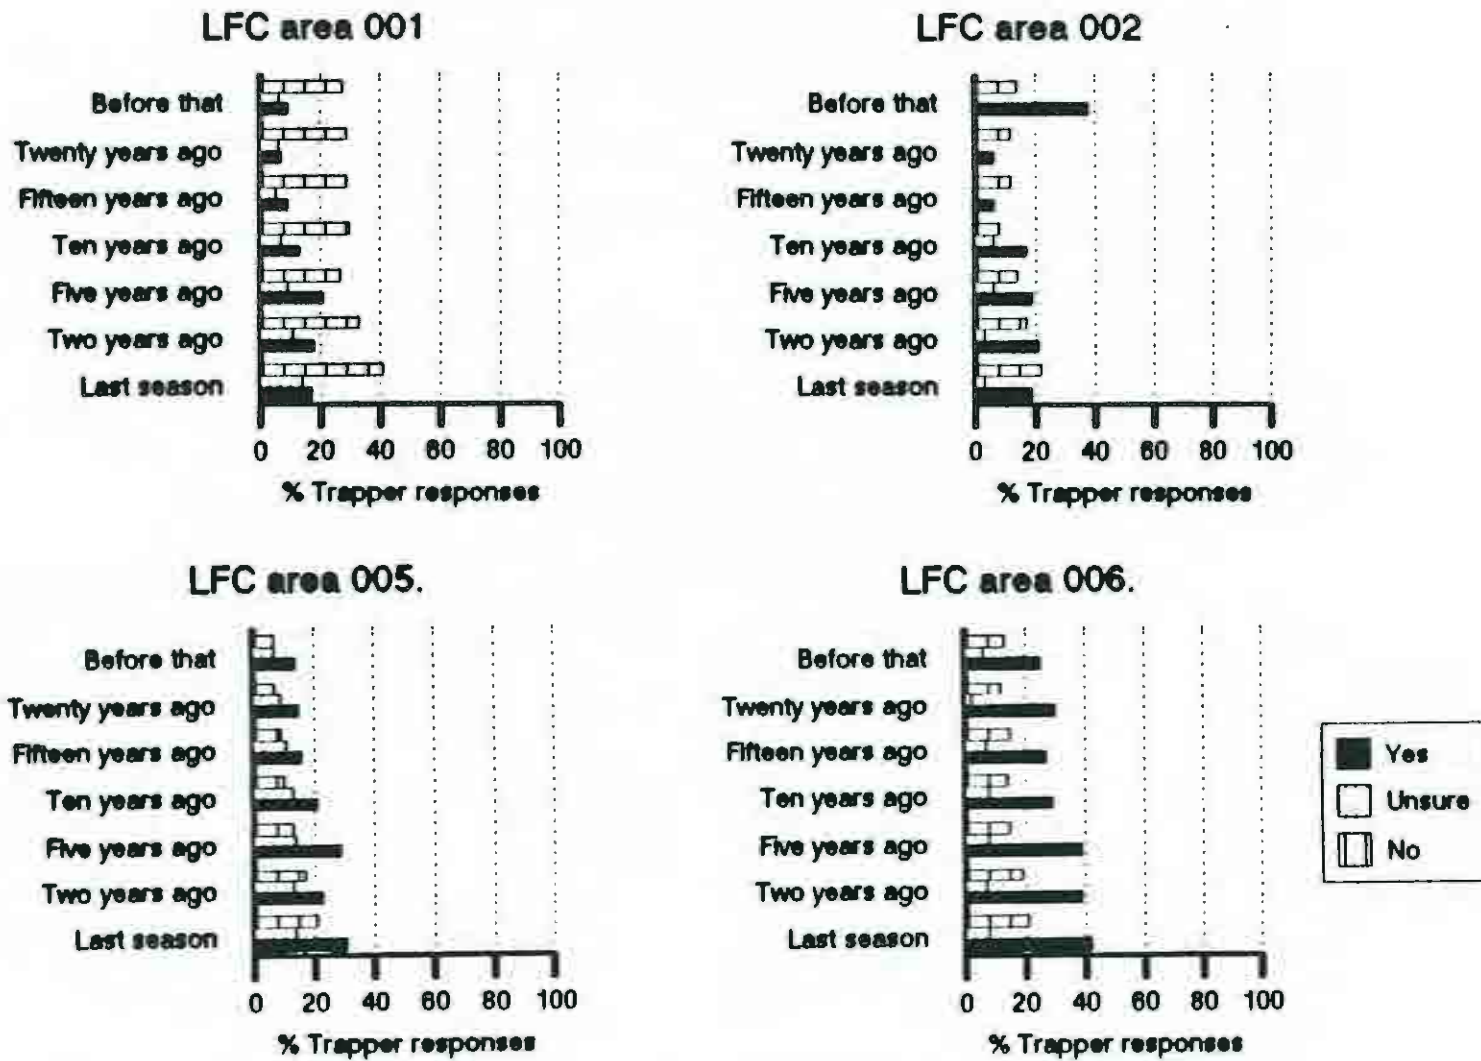 LFC area 001
Before that
Twenty years ago
Fifteen years ago
Ten years ago
Five years ago
Two years ago
Last season
0 20 40 60 80 100
% Trapper responses
LFC area 002
Before that
Twenty years ago
Fifteen years ago
Ten years ago
Five years ago
Two years ago
Last season
0 20 40 60 80 100
% Trapper responses
LFC area 005.
Before that
Twenty years ago
Fifteen years ago
Ten years ago
Five years ago
Two years ago
Last season
0 20 40 60 80 100
% Trapper responses
LFC area 006.
Before that
Twenty years ago
Fifteen years ago
Ten years ago
Five years ago
Two years ago
Last season
0 20 40 60 80 100
% Trapper responses
Yes
Unsure
No